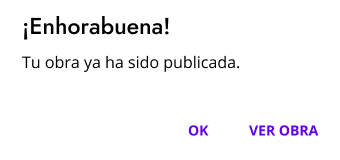 ¡Enhorabuena!
Tu obra ya ha sido publicada.
OK VER OBRA